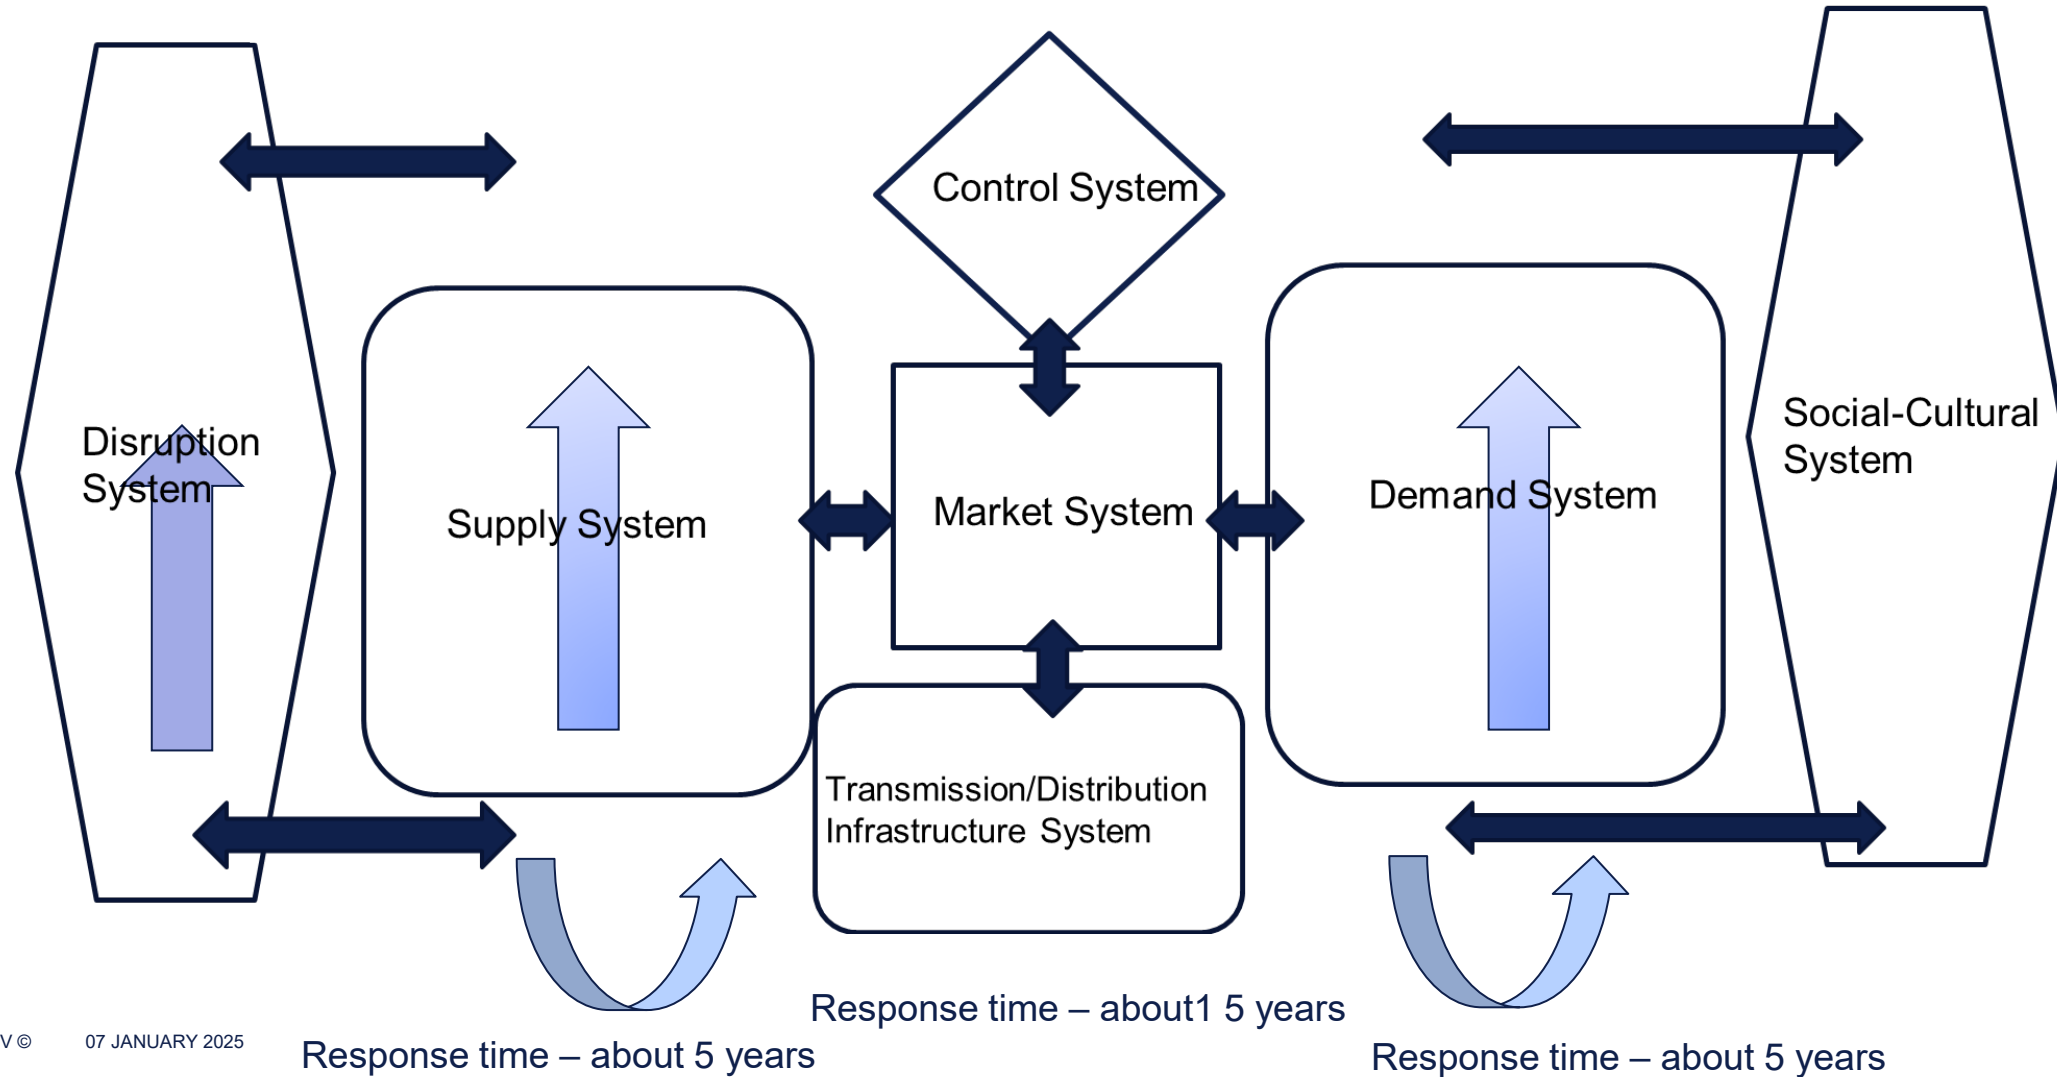 Control System
Disruption
System
Supply System
Market System
Demand System
Social-Cultural
System
Transmission/Distribution
Infrastructure System
Response time – about1 5 years
V © 07 JANUARY 2025
Response time – about 5 years
Response time – about 5 years